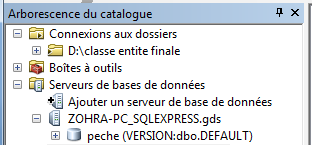 Arborescence du catalogue
Connexions aux dossiers
D:\classe entite finale
Boîtes à outils
Serveurs de bases de données
Ajouter un serveur de base de données
ZOHRA-PC_SQLEXPRESS.gds
peche (VERSION:dbo.DEFAULT)